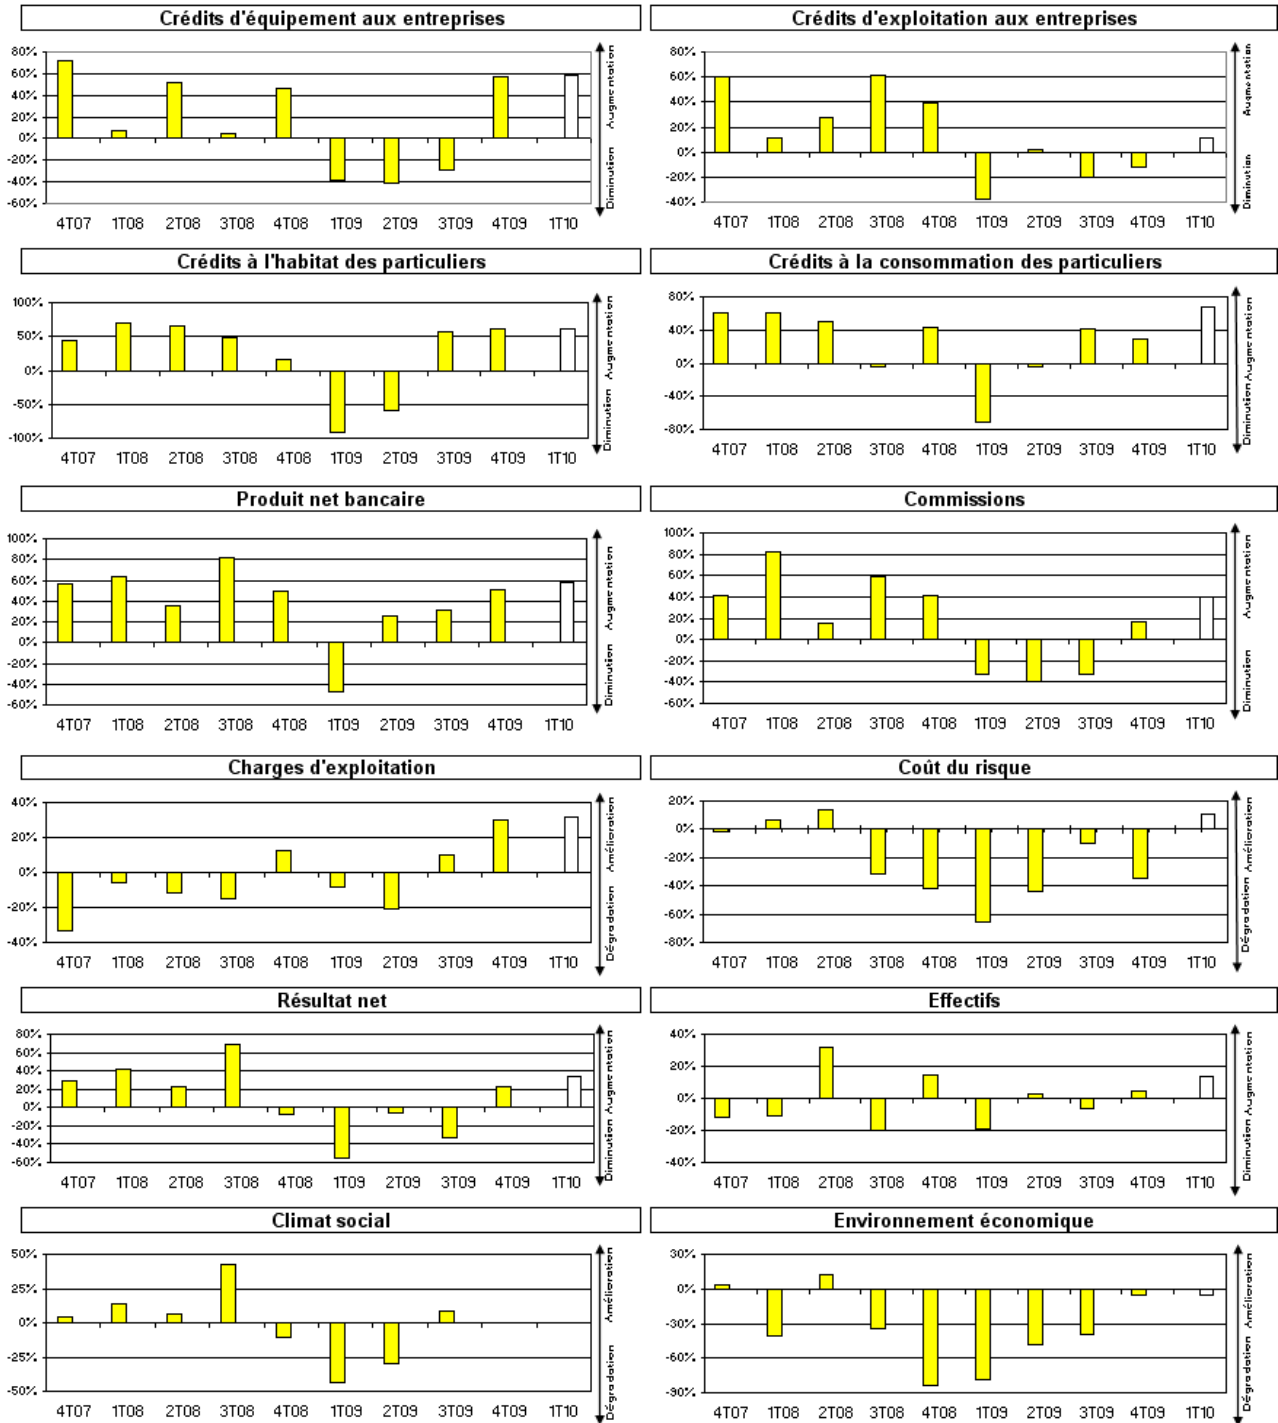 Crédits d'équipement aux entreprises
80%
60%
40%
20%
0%
-20%
-40%
-60%
4T07 1T08 2T08 3T08 4T08 1T09 2T09 3T09 4T09 1T10
Augmentation
Diminution
Crédits d'exploitation aux entreprises
80%
60%
40%
20%
0%
-20%
-40%
4T07 1T08 2T08 3T08 4T08 1T09 2T09 3T09 4T09 1T10
Augmentation
Diminution
Crédits à l'habitat des particuliers
100%
50%
0%
-50%
-100%
4T07 1T08 2T08 3T08 4T08 1T09 2T09 3T09 4T09 1T10
Augmentation
Diminution
Crédits à la consommation des particuliers
80%
40%
0%
-40%
-80%
4T07 1T08 2T08 3T08 4T08 1T09 2T09 3T09 4T09 1T10
Augmentation
Diminution
Produit net bancaire
100%
80%
60%
40%
20%
0%
-20%
-40%
-60%
4T07 1T08 2T08 3T08 4T08 1T09 2T09 3T09 4T09 1T10
Augmentation
Diminution
Commissions
100%
80%
60%
40%
20%
0%
-20%
-40%
-60%
4T07 1T08 2T08 3T08 4T08 1T09 2T09 3T09 4T09 1T10
Augmentation
Diminution
Charges d'exploitation
40%
20%
0%
-20%
-40%
4T07 1T08 2T08 3T08 4T08 1T09 2T09 3T09 4T09 1T10
Amélioration
Dégradation
Coût du risque
20%
0%
-20%
-40%
-60%
-80%
4T07 1T08 2T08 3T08 4T08 1T09 2T09 3T09 4T09 1T10
Amélioration
Dégradation
Résultat net
80%
60%
40%
20%
0%
-20%
-40%
-60%
4T07 1T08 2T08 3T08 4T08 1T09 2T09 3T09 4T09 1T10
Augmentation
Diminution
Effectifs
40%
20%
0%
-20%
-40%
4T07 1T08 2T08 3T08 4T08 1T09 2T09 3T09 4T09 1T10
Augmentation
Diminution
Climat social
50%
25%
0%
-25%
-50%
4T07 1T08 2T08 3T08 4T08 1T09 2T09 3T09 4T09 1T10
Amélioration
Dégradation
Environnement économique
30%
0%
-30%
-60%
-90%
4T07 1T08 2T08 3T08 4T08 1T09 2T09 3T09 4T09 1T10
Amélioration
Dégradation